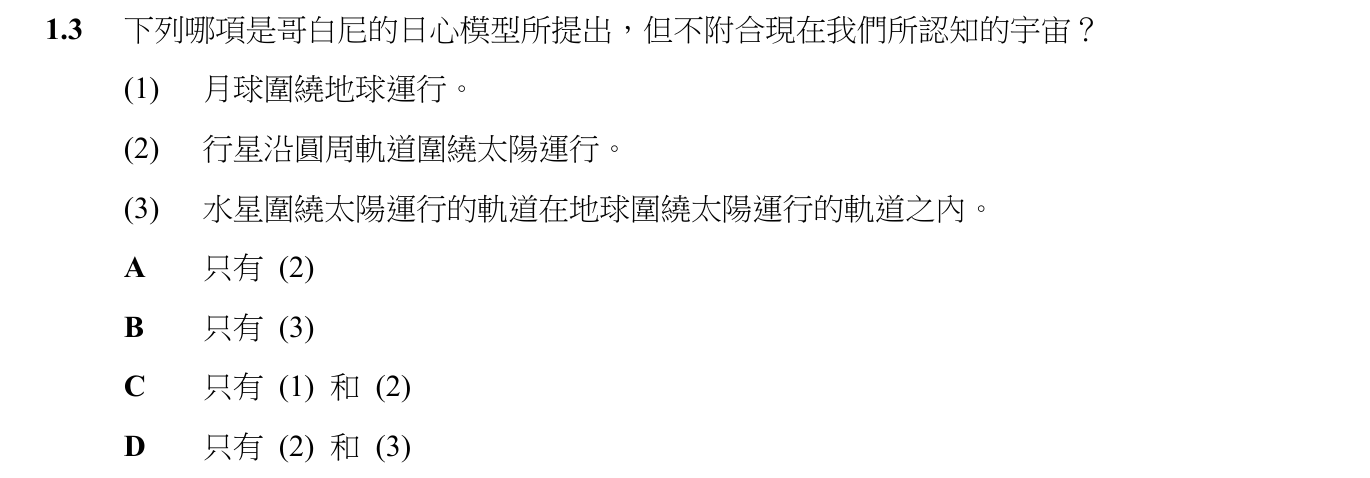 1.3 下列哪項是哥白尼的日心模型所提出，但不附合現在我們所認知的宇宙？
(1) 月球圍繞地球運行。
(2) 行星沿圓周軌道圍繞太陽運行。
(3) 水星圍繞太陽運行的軌道在地球圍繞太陽運行的軌道之內。
A 只有 (2)
B 只有 (3)
C 只有 (1) 和 (2)
D 只有 (2) 和 (3)